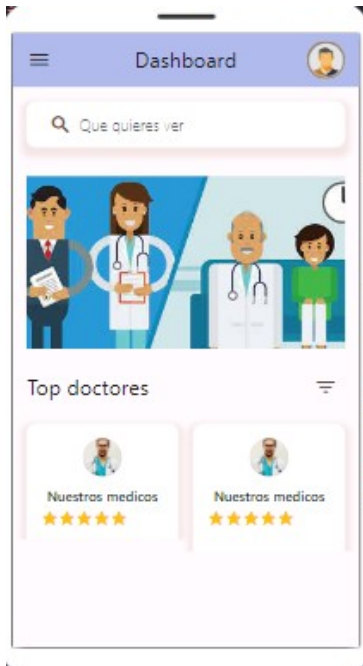 Dashboard
Que quieres ver
Top doctores
Nuestros medicos
Nuestros medicos